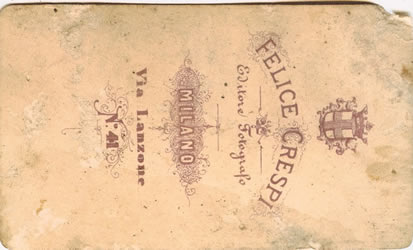 FELICE CRESPI
Editore Fotografo
MILANO
Via Lanzone
N.° 41